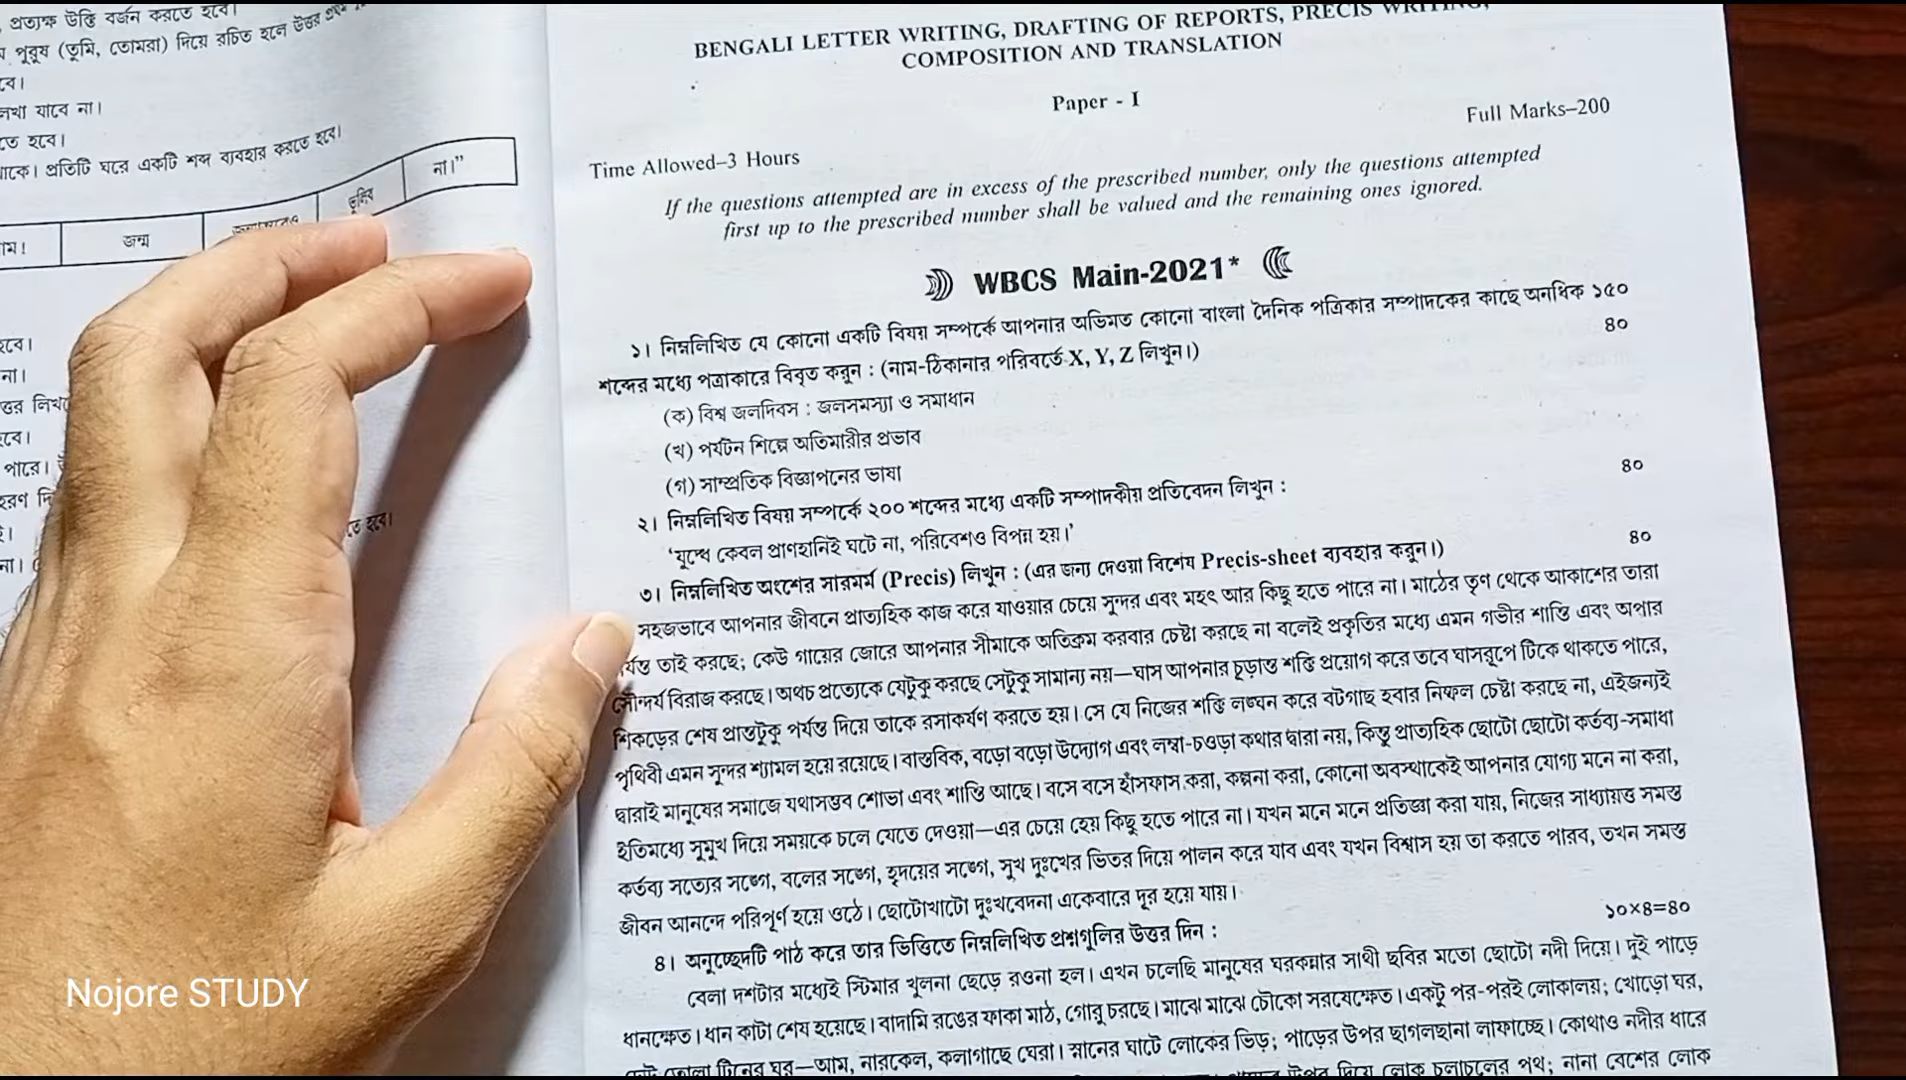 প্রত্যক্ষ উক্তি বর্জন করতে হবে।
পুরুষ (তুমি, তোমরা) দিয়ে রচিত হলে উত্তর প্রথম
বে।
লখা যাবে না।
তে হবে।
থাকে। প্রতিটি ঘরে একটি শব্দ ব্যবহার করতে হবে।
জন্ম
ভূমির
না।”
হবে।
না।
ত্তর লিখ
হবে।
পারে।
হরণ দি
তে হবে।
না।
BENGALI LETTER WRITING, DRAFTING OF REPORTS, PRECIS WRITING,
COMPOSITION AND TRANSLATION
Paper - I
Full Marks–200
Time Allowed–3 Hours
If the questions attempted are in excess of the prescribed number, only the questions attempted
first up to the prescribed number shall be valued and the remaining ones ignored.
WBCS Main-2021*
১। নিম্নলিখিত যে কোনো একটি বিষয় সম্পর্কে আপনার অভিমত কোনো বাংলা দৈনিক পত্রিকার সম্পাদকের কাছে অনধিক ১৫০
শব্দের মধ্যে পত্রাকারে বিবৃত করুন : (নাম-ঠিকানার পরিবর্তে X, Y, Z লিখুন।) ৪০
(ক) বিশ্ব জলদিবস : জলসমস্যা ও সমাধান
(খ) পর্যটন শিল্পে অতিমারীর প্রভাব
(গ) সাম্প্রতিক বিজ্ঞাপনের ভাষা
২। নিম্নলিখিত বিষয় সম্পর্কে ২০০ শব্দের মধ্যে একটি সম্পাদকীয় প্রতিবেদন লিখুন : ৪০
‘যুদ্ধে কেবল প্রাণহানিই ঘটে না, পরিবেশও বিপন্ন হয়।’
৩। নিম্নলিখিত অংশের সারমর্ম (Precis) লিখুন : (এর জন্য দেওয়া বিশেষ Precis-sheet ব্যবহার করুন।) ৪০
সহজভাবে আপনার জীবনে প্রাত্যহিক কাজ করে যাওয়ার চেয়ে সুন্দর এবং মহৎ আর কিছু হতে পারে না। মাঠের তৃণ থেকে আকাশের তারা
র্যন্ত তাই করছে; কেউ গায়ের জোরে আপনার সীমাকে অতিক্রম করবার চেষ্টা করছে না বলেই প্রকৃতির মধ্যে এমন গভীর শান্তি এবং অপার
সৌন্দর্য বিরাজ করছে। অথচ প্রত্যেকে যেটুকু করছে সেটুকু সামান্য নয়—ঘাস আপনার চূড়ান্ত শক্তি প্রয়োগ করে তবে ঘাসরূপে টিকে থাকতে পারে,
শিকড়ের শেষ প্রান্তটুকু পর্যন্ত দিয়ে তাকে রসাকর্ষণ করতে হয়। সে যে নিজের শক্তি লঙ্ঘন করে বটগাছ হবার নিষ্ফল চেষ্টা করছে না, এইজন্যই
পৃথিবী এমন সুন্দর শ্যামল হয়ে রয়েছে। বাস্তবিক, বড়ো বড়ো উদ্যোগ এবং লম্বা-চওড়া কথার দ্বারা নয়, কিন্তু প্রাত্যহিক ছোটো ছোটো কর্তব্য-সমাধা
দ্বারাই মানুষের সমাজে যথাসম্ভব শোভা এবং শান্তি আছে। বসে বসে হাঁসফাস করা, কল্পনা করা, কোনো অবস্থাকেই আপনার যোগ্য মনে না করা,
ইতিমধ্যে সুমুখ দিয়ে সময়কে চলে যেতে দেওয়া—এর চেয়ে হেয় কিছু হতে পারে না। যখন মনে মনে প্রতিজ্ঞা করা যায়, নিজের সাধ্যায়ত্ত সমস্ত
কর্তব্য সত্যের সঙ্গে, বলের সঙ্গে, হৃদয়ের সঙ্গে, সুখ দুঃখের ভিতর দিয়ে পালন করে যাব এবং যখন বিশ্বাস হয় তা করতে পারব, তখন সমস্ত
জীবন আনন্দে পরিপূর্ণ হয়ে ওঠে। ছোটোখাটো দুঃখবেদনা একেবারে দূর হয়ে যায়।
৪। অনুচ্ছেদটি পাঠ করে তার ভিত্তিতে নিম্নলিখিত প্রশ্নগুলির উত্তর দিন : ১০×৪=৪০
বেলা দশটার মধ্যেই স্টিমার খুলনা ছেড়ে রওনা হল। এখন চলেছি মানুষের ঘরকন্নার সাথী ছবির মতো ছোটো নদী দিয়ে। দুই পাড়ে
ধানক্ষেত। ধান কাটা শেষ হয়েছে। বাদামি রঙের ফাকা মাঠ, গোরু চরছে। মাঝে মাঝে চৌকো সরষেক্ষেত। একটু পর-পরই লোকালয়; খোড়ো ঘর,
ঢেউ তোলা টিনের ঘর—আম, নারকেল, কলাগাছে ঘেরা। স্নানের ঘাটে লোকের ভিড়; পাড়ের উপর ছাগলছানা লাফাচ্ছে। কোথাও নদীর ধারে
উপর দিয়ে লোক চলাচলের পথ; নানা বেশের লোক
Nojore STUDY